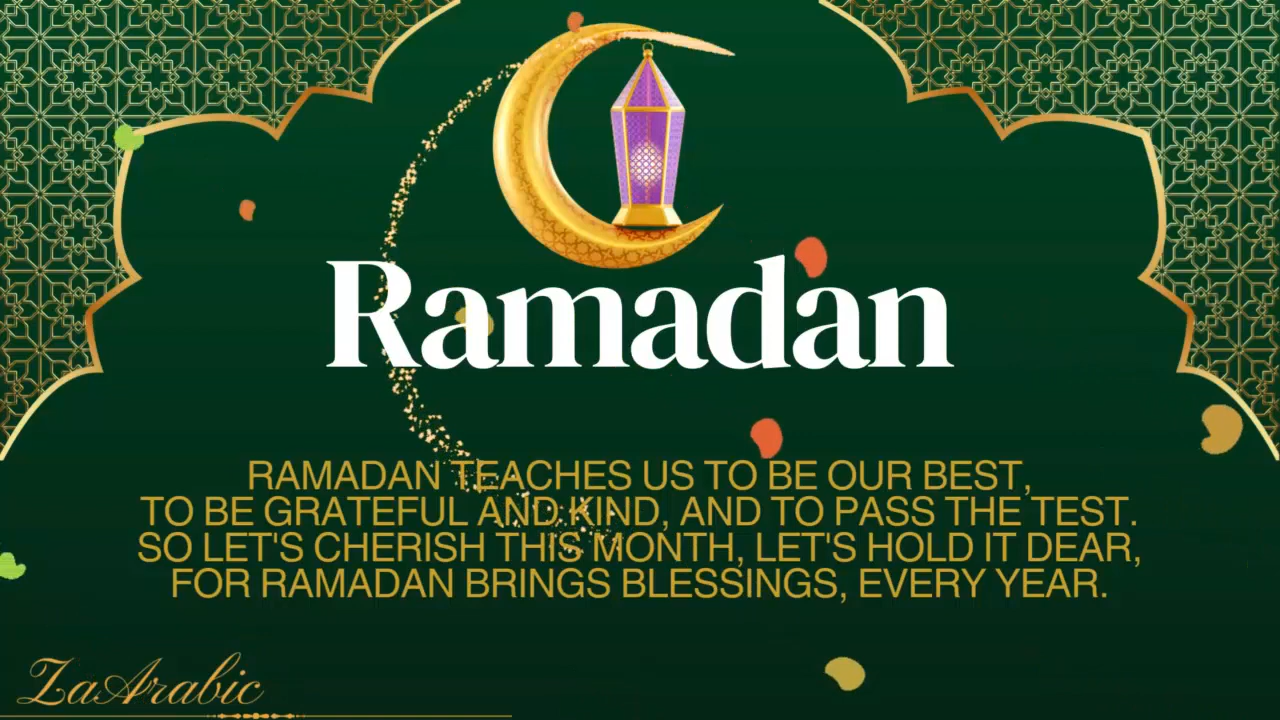 Ramadan
RAMADAN TEACHES US TO BE OUR BEST,
TO BE GRATEFUL AND KIND, AND TO PASS THE TEST.
SO LET'S CHERISH THIS MONTH, LET'S HOLD IT DEAR,
FOR RAMADAN BRINGS BLESSINGS, EVERY YEAR.
ZaArabic